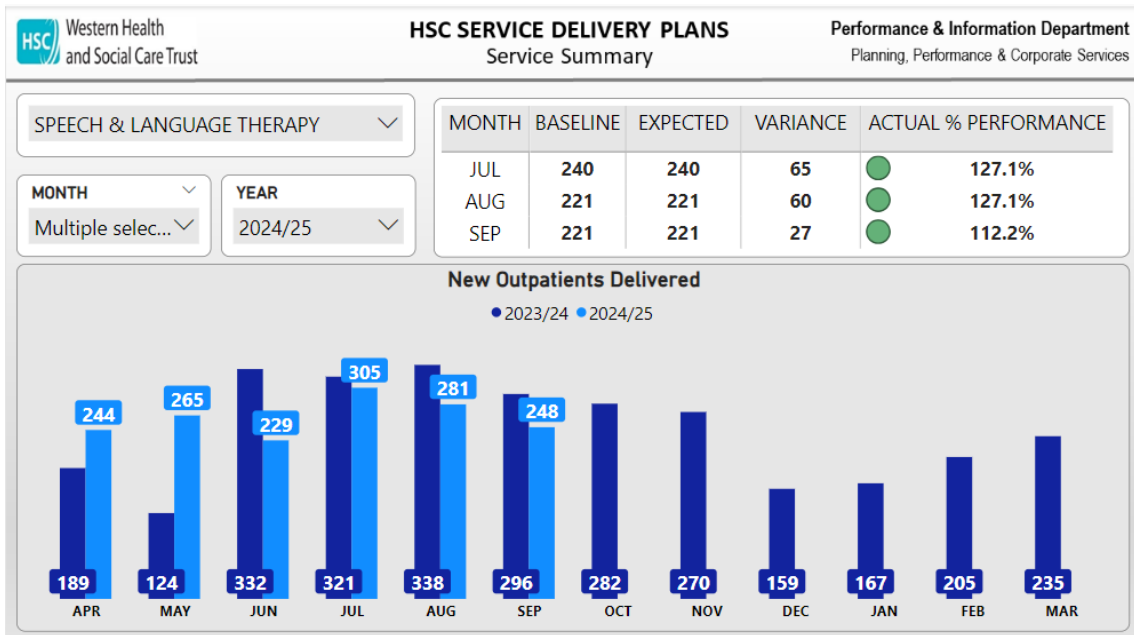 HSC
Western Health
and Social Care Trust
HSC SERVICE DELIVERY PLANS
Service Summary
Performance & Information Department
Planning, Performance & Corporate Services
SPEECH & LANGUAGE THERAPY
MONTH
Multiple selec...
YEAR
2024/25
MONTH BASELINE EXPECTED VARIANCE ACTUAL % PERFORMANCE
JUL 240 240 65 127.1%
AUG 221 221 60 127.1%
SEP 221 221 27 112.2%
New Outpatients Delivered
2023/24 2024/25
305
281
265
248
244
229
189 124 332 321 338 296 282 270 159 167 205 235
APR MAY JUN JUL AUG SEP OCT NOV DEC JAN FEB MAR